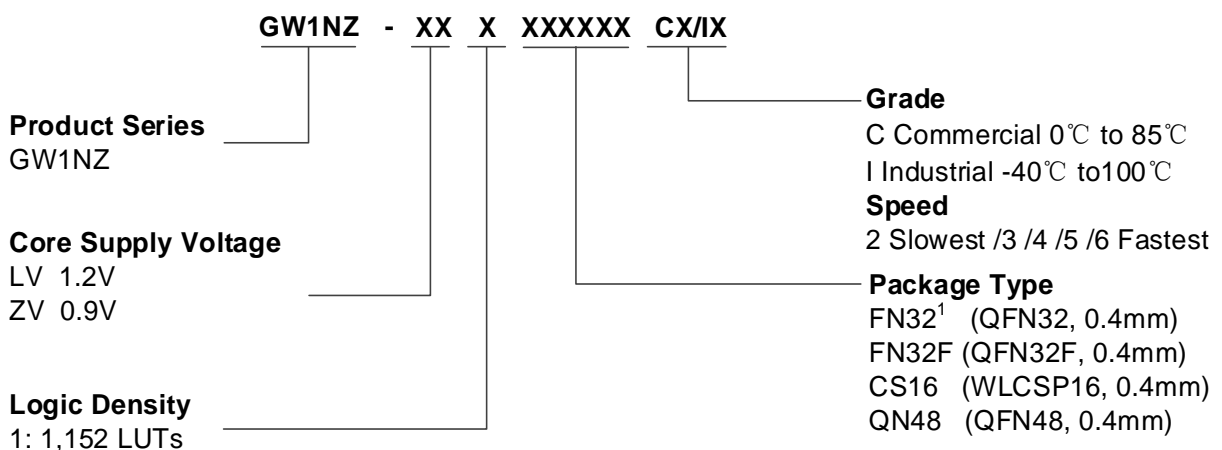 GW1NZ - XX X XXXXXX CX/IX
Product Series
GW1NZ
Core Supply Voltage
LV 1.2V
ZV 0.9V
Logic Density
1: 1,152 LUTs
Grade
C Commercial 0℃ to 85℃
I Industrial -40℃ to100℃
Speed
2 Slowest /3 /4 /5 /6 Fastest
Package Type
FN32¹ (QFN32, 0.4mm)
FN32F (QFN32F, 0.4mm)
CS16 (WLCSP16, 0.4mm)
QN48 (QFN48, 0.4mm)